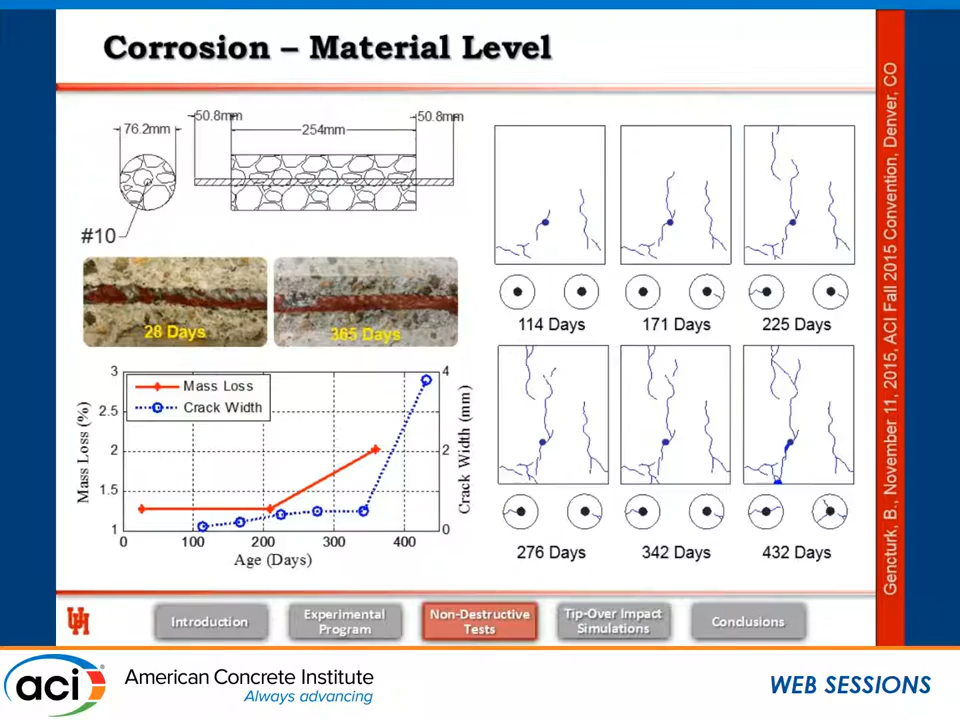 Corrosion – Material Level
76.2mm
50.8mm
254mm
50.8mm
#10
28 Days
365 Days
114 Days
171 Days
225 Days
276 Days
342 Days
432 Days
Mass Loss
Crack Width
Mass Loss (%)
3
2.5
2
1.5
1
Crack Width (mm)
4
2
0
0
100
200
300
400
Age (Days)
Gencturk, B., November 11, 2015, ACI Fall 2015 Convention, Denver, CO
UH
Introduction
Experimental
Program
Non-Destructive
Tests
Tip-Over Impact
Simulations
Conclusions
aci
American Concrete Institute
Always advancing
WEB SESSIONS